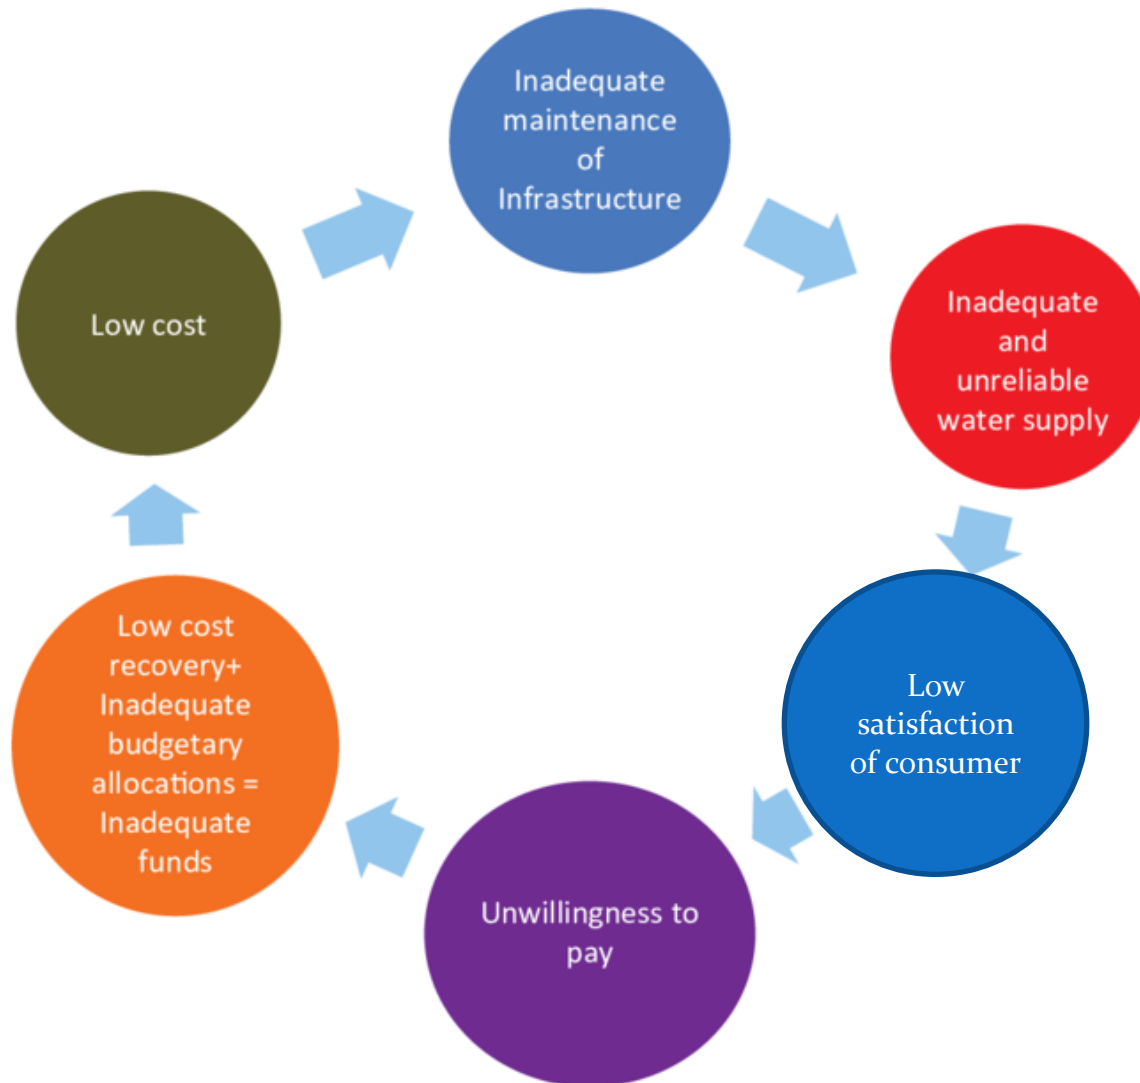 Inadequate
maintenance
of
Infrastructure
Inadequate
and
unreliable
water supply
Low
satisfaction
of consumer
Unwillingness to
pay
Low cost
recovery+
Inadequate
budgetary
allocations =
Inadequate
funds
Low cost